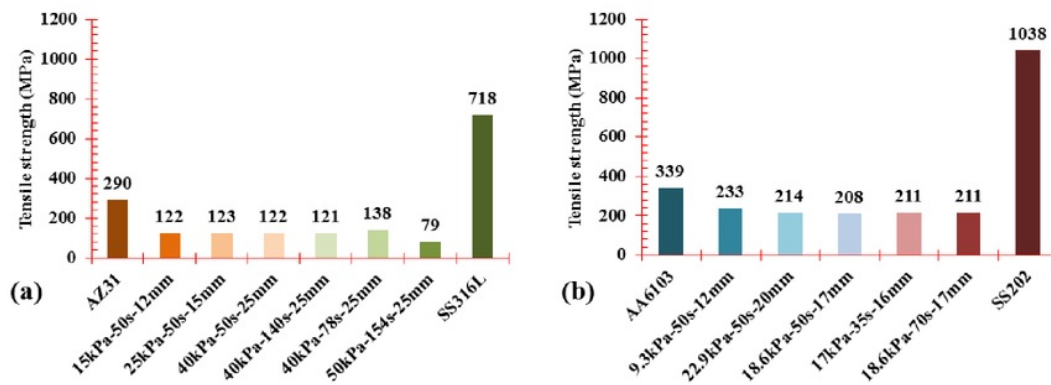 1200
1000
800
600
400
200
0
Tensile strength (MPa)
290
122
123
122
121
138
79
718
AZ31
15kPa-50s-12mm
25kPa-50s-15mm
40kPa-50s-25mm
40kPa-140s-25mm
40kPa-78s-25mm
50kPa-154s-25mm
SS316L
(a)
1200
1000
800
600
400
200
0
Tensile strength (MPa)
339
233
214
208
211
211
1038
AA6103
9.3kPa-50s-12mm
22.9kPa-50s-20mm
18.6kPa-50s-17mm
17kPa-35s-16mm
18.6kPa-70s-17mm
SS202
(b)